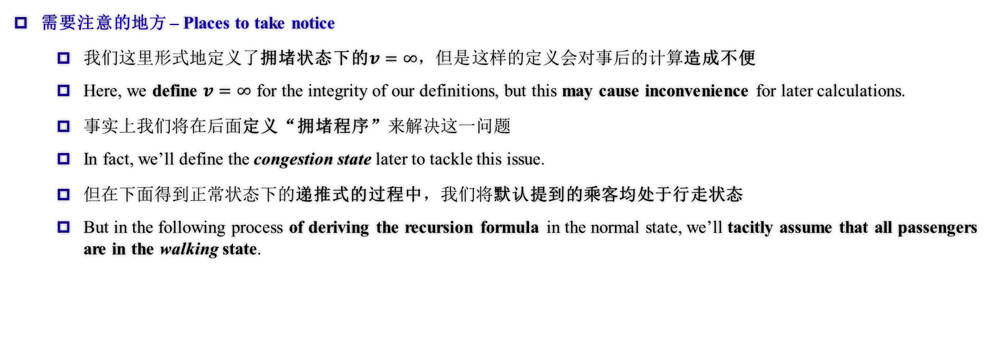 需要注意的地方 – Places to take notice
我们这里形式地定义了拥堵状态下的v = ∞，但是这样的定义会对事后的计算造成不便
Here, we define v = ∞ for the integrity of our definitions, but this may cause inconvenience for later calculations.
事实上我们将在后面定义“拥堵程序”来解决这一问题
In fact, we’ll define the congestion state later to tackle this issue.
但在下面得到正常状态下的递推式的过程中，我们将默认提到的乘客均处于行走状态
But in the following process of deriving the recursion formula in the normal state, we’ll tacitly assume that all passengers
are in the walking state.